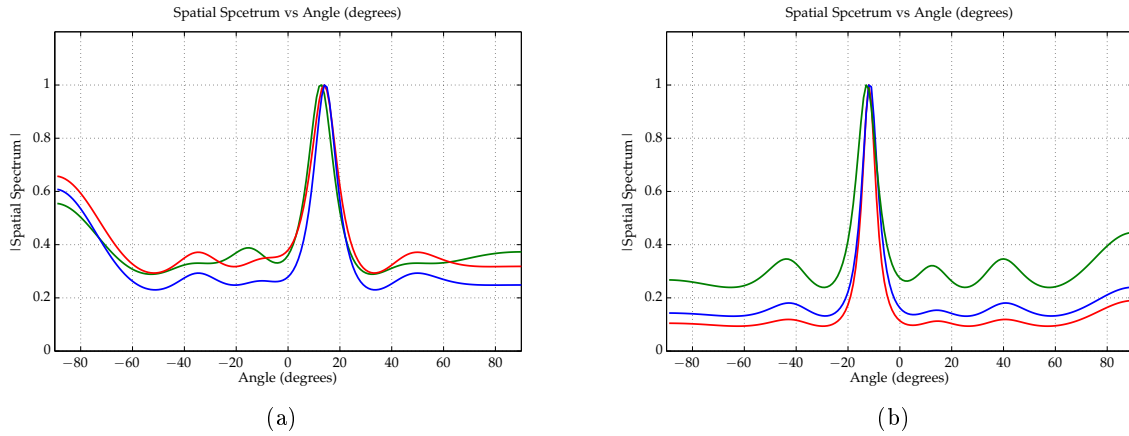 Spatial Spcetrum vs Angle (degrees)
1
0.8
0.6
0.4
0.2
0
|Spatial Spectrum|
−80 −60 −40 −20 0 20 40 60 80
Angle (degrees)
(a)
Spatial Spcetrum vs Angle (degrees)
1
0.8
0.6
0.4
0.2
0
|Spatial Spectrum|
−80 −60 −40 −20 0 20 40 60 80
Angle (degrees)
(b)